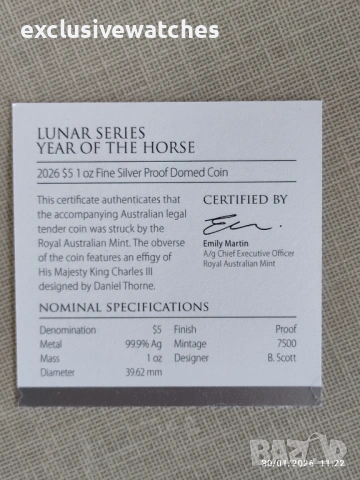 exclusivewatches
LUNAR SERIES
YEAR OF THE HORSE
2026 $5 1 oz Fine Silver Proof Domed Coin
This certificate authenticates that
the accompanying Australian legal
tender coin was struck by the
Royal Australian Mint. The obverse
of the coin features an effigy of
His Majesty King Charles III
designed by Daniel Thorne.
CERTIFIED BY
Emily Martin
A/g Chief Executive Officer
Royal Australian Mint
NOMINAL SPECIFICATIONS
Denomination $5 Finish Proof
Metal 99.9% Ag Mintage 7500
Mass 1 oz Designer B. Scott
Diameter 39.62 mm
BAZAR
30/01/2026 11:22